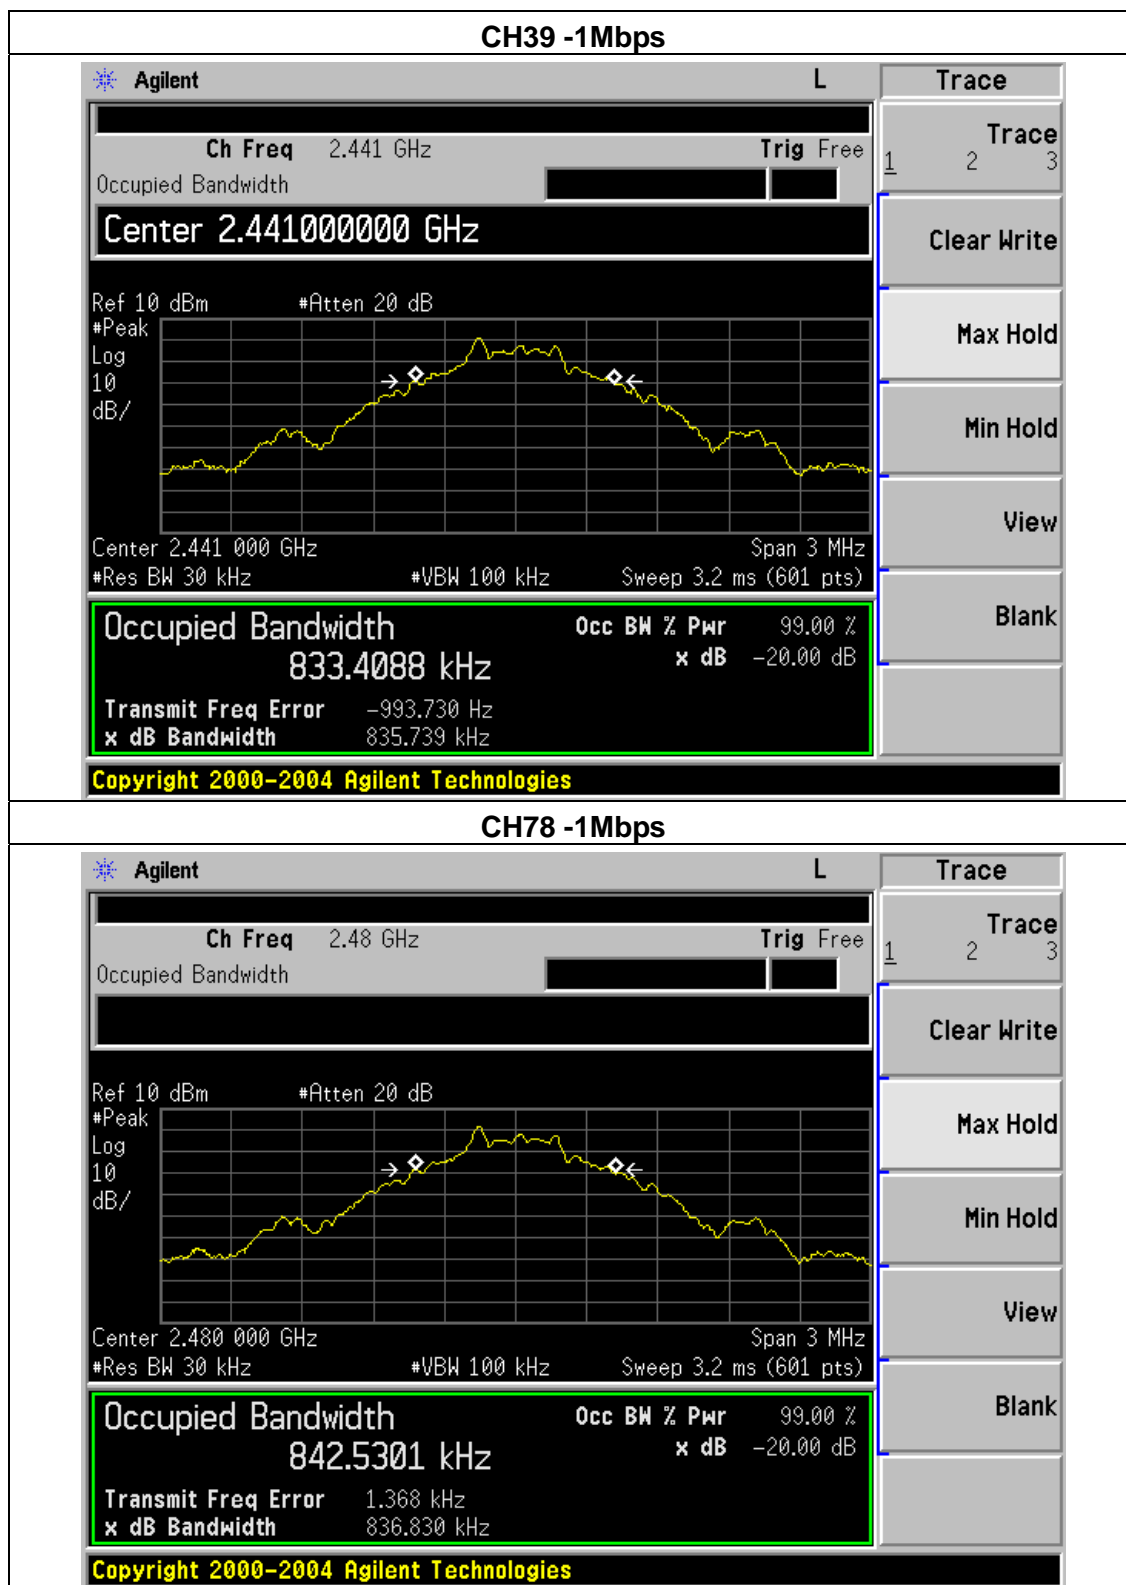 CH39 -1Mbps
Agilent L Trace
Ch Freq 2.441 GHz Trig Free
Trace
1 2 3
Occupied Bandwidth
Center 2.441000000 GHz
Clear Write
Ref 10 dBm #Atten 20 dB
#Peak
Log
10
dB/
Max Hold
Min Hold
View
Center 2.441 000 GHz Span 3 MHz
#Res BW 30 kHz #VBW 100 kHz Sweep 3.2 ms (601 pts)
Blank
Occupied Bandwidth Occ BW % Pwr 99.00 %
833.4088 kHz x dB -20.00 dB
Transmit Freq Error -993.730 Hz
x dB Bandwidth 835.739 kHz
Copyright 2000-2004 Agilent Technologies
CH78 -1Mbps
Agilent L Trace
Ch Freq 2.48 GHz Trig Free
Trace
1 2 3
Occupied Bandwidth
Clear Write
Ref 10 dBm #Atten 20 dB
#Peak
Log
10
dB/
Max Hold
Min Hold
View
Center 2.480 000 GHz Span 3 MHz
#Res BW 30 kHz #VBW 100 kHz Sweep 3.2 ms (601 pts)
Blank
Occupied Bandwidth Occ BW % Pwr 99.00 %
842.5301 kHz x dB -20.00 dB
Transmit Freq Error 1.368 kHz
x dB Bandwidth 836.830 kHz
Copyright 2000-2004 Agilent Technologies